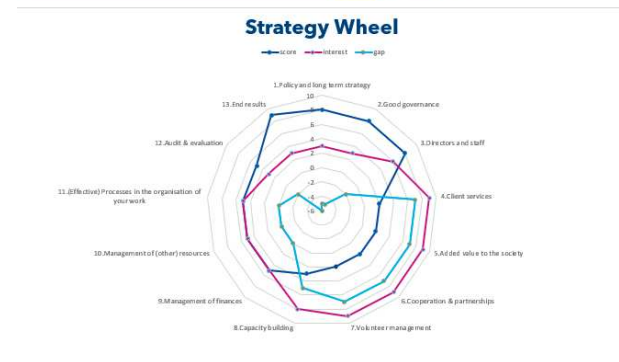 Strategy Wheel
score interest gap
1.Policy and long term strategy
13.End results
2.Good governance
12.Audit & evaluation
3.Directors and staff
11.(Effective) Processes in the organisation of
your work
4.Client services
10.Management of (other) resources
5.Added value to the society
9.Management of finances
6.Cooperation & partnerships
8.Capacity building
7.Volunteer management
10
8
6
4
2
0
-2
-4
-6